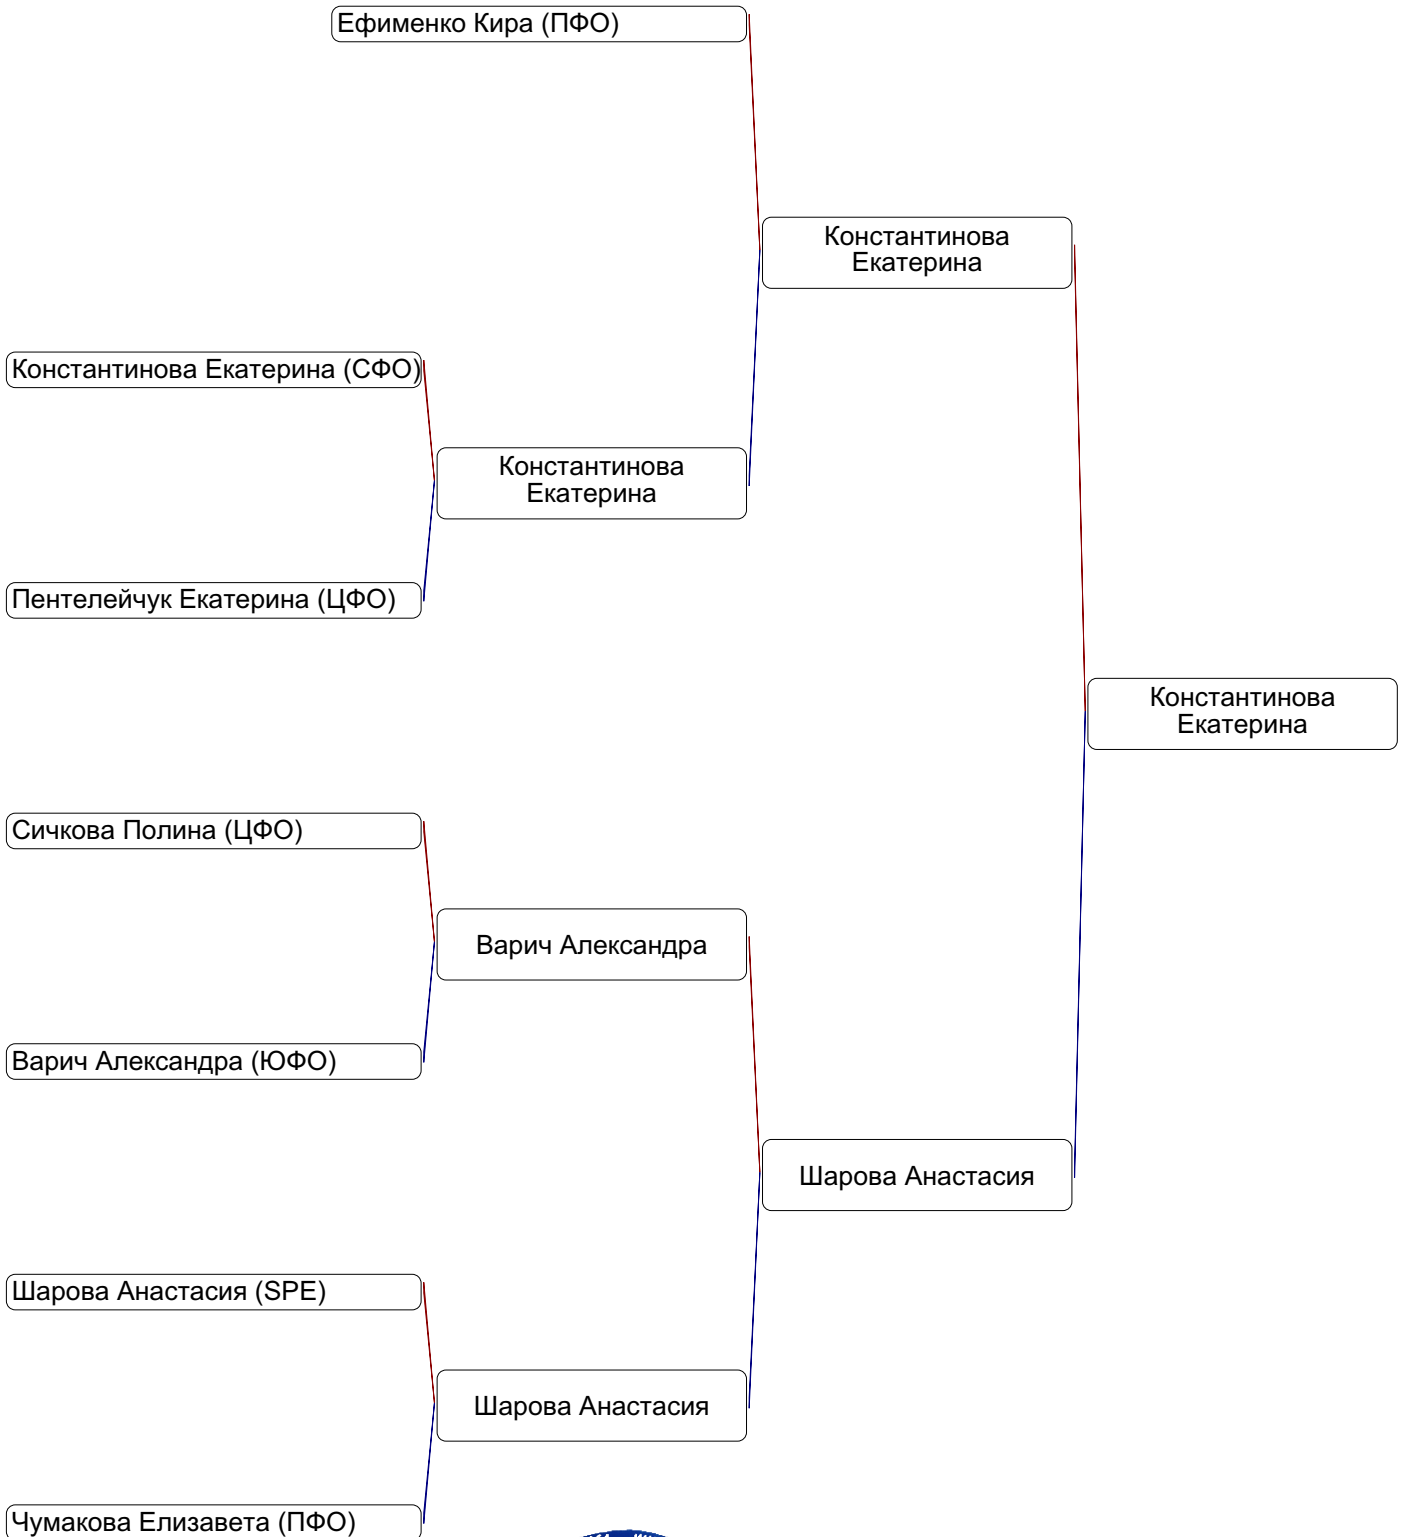 Ефименко Кира (ПФО)
Константинова
Екатерина
Константинова Екатерина (СФО)
Константинова
Екатерина
Пентелейчук Екатерина (ЦФО)
Константинова
Екатерина
Сичкова Полина (ЦФО)
Варич Александра
Варич Александра (ЮФО)
Шарова Анастасия
Шарова Анастасия (SPE)
Шарова Анастасия
Чумакова Елизавета (ПФО)